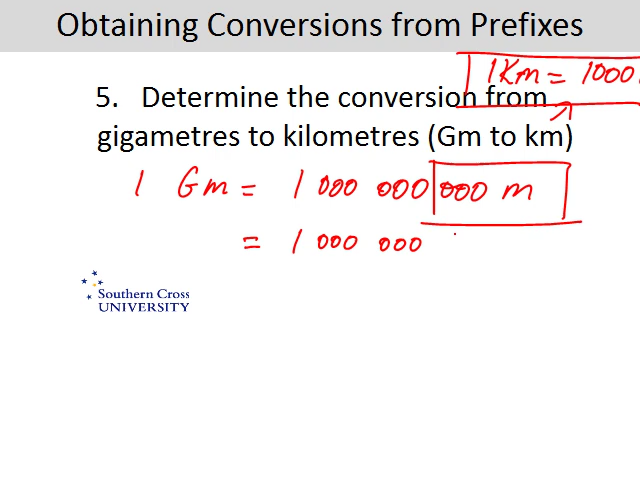 Obtaining Conversions from Prefixes
1Km = 1000
5. Determine the conversion from
gigametres to kilometres (Gm to km)
1 Gm = 1 000 000 000 m
= 1 000 000
Southern Cross
UNIVERSITY